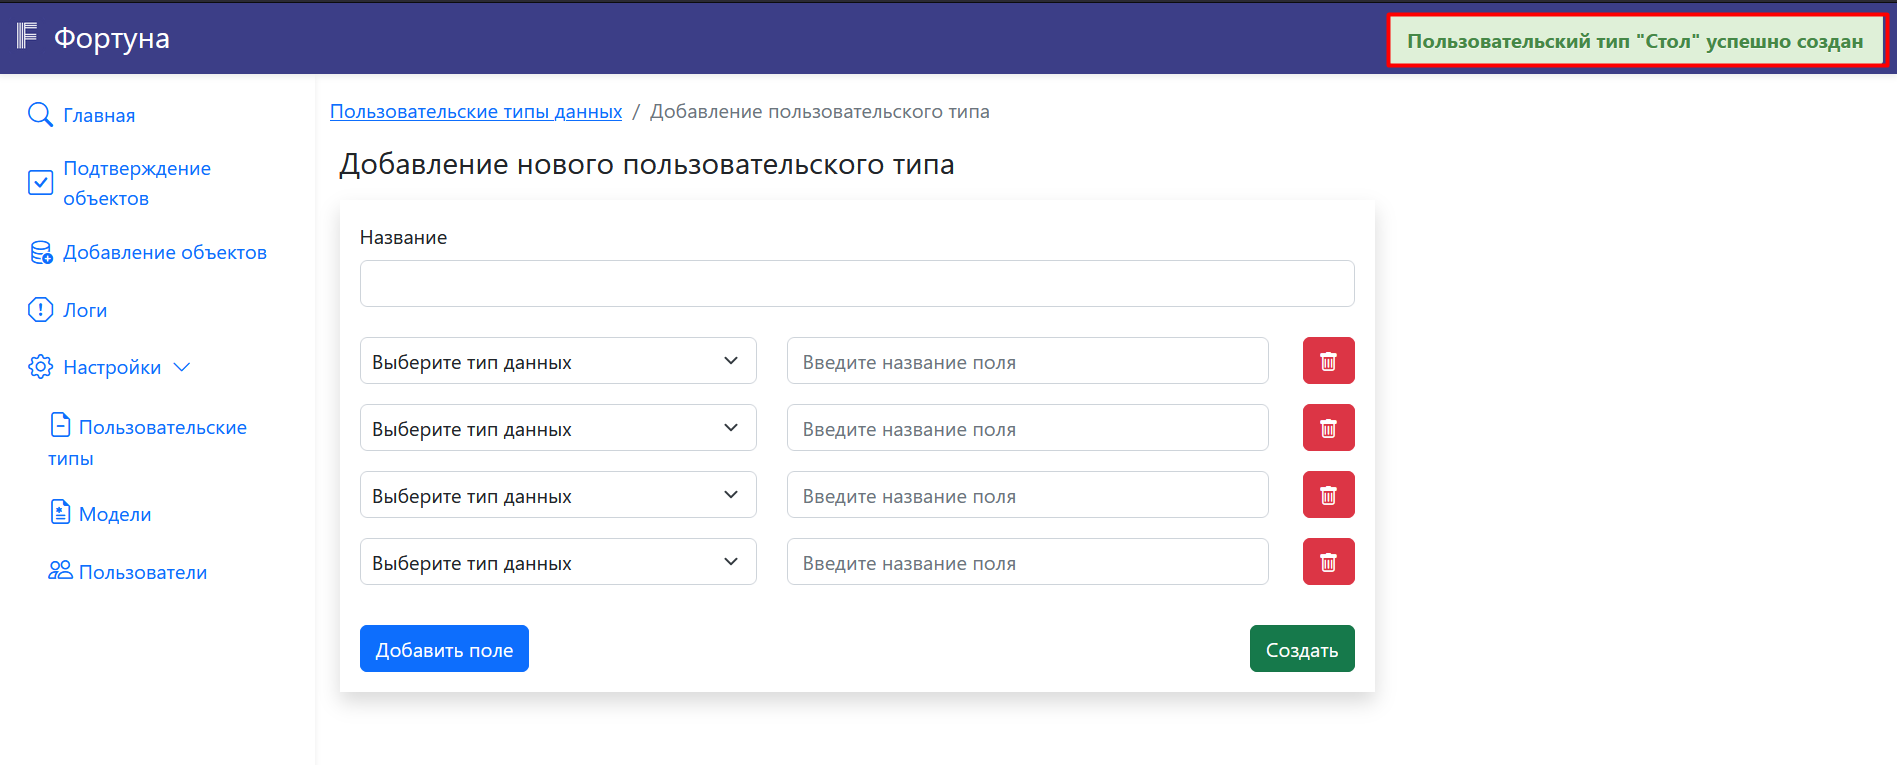 Фортуна
Пользовательский тип "Стол" успешно создан
Главная
Подтверждение
объектов
Добавление объектов
Логи
Настройки
Пользовательские
типы
Модели
Пользователи
Пользовательские типы данных / Добавление пользовательского типа
Добавление нового пользовательского типа
Название
Выберите тип данных Введите название поля
Выберите тип данных Введите название поля
Выберите тип данных Введите название поля
Выберите тип данных Введите название поля
Добавить поле Создать